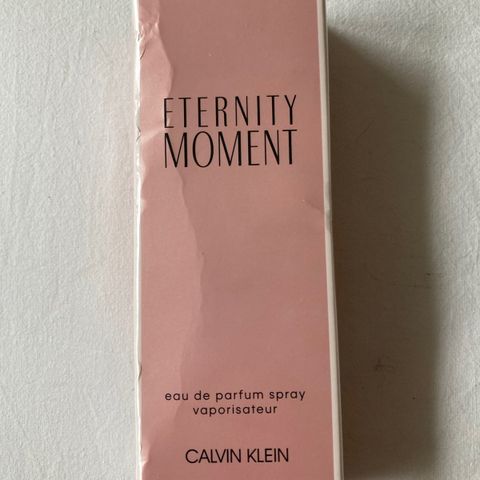 ETERNITY
MOMENT
eau de parfum spray
vaporisateur
CALVIN KLEIN